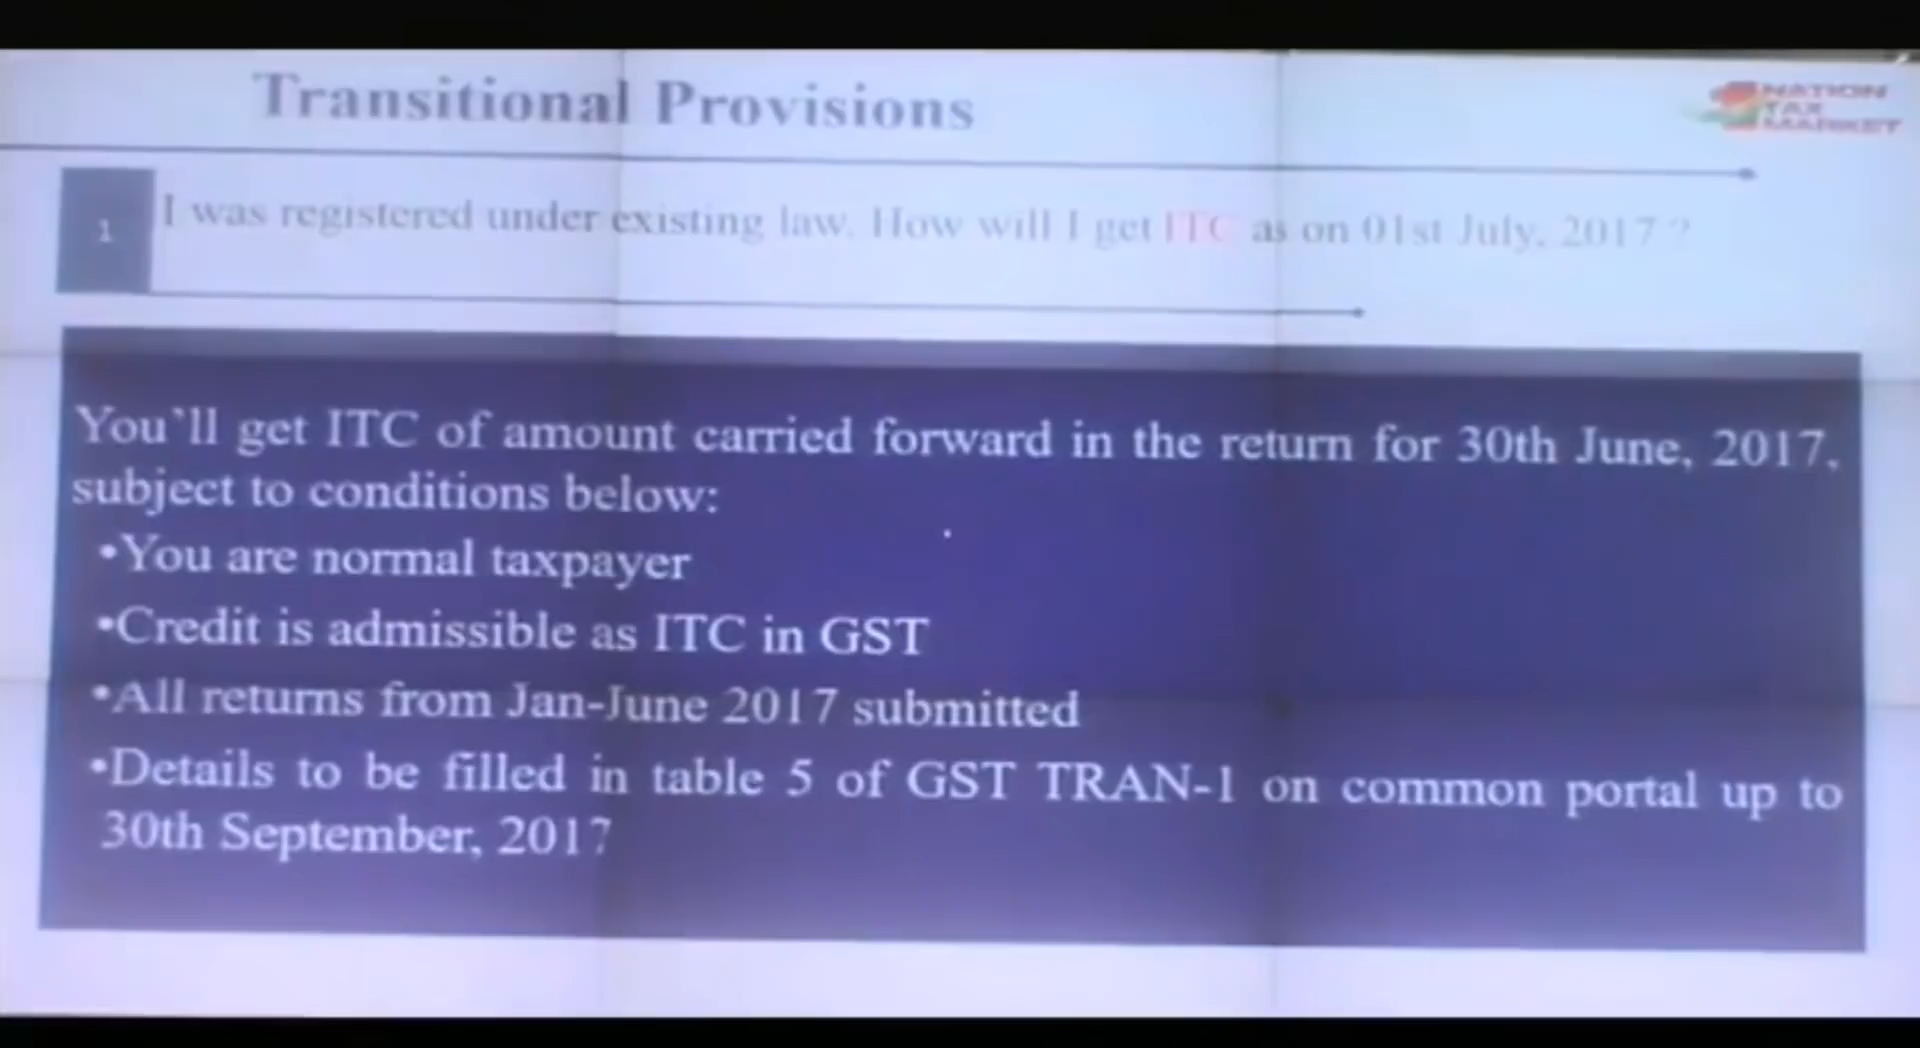 Transitional Provisions
NATION
TAX
MARKET
1
I was registered under existing law. How will I get ITC as on 01st July, 2017 ?
You'll get ITC of amount carried forward in the return for 30th June, 2017,
subject to conditions below:
•You are normal taxpayer
•Credit is admissible as ITC in GST
•All returns from Jan-June 2017 submitted
•Details to be filled in table 5 of GST TRAN-1 on common portal up to
30th September, 2017